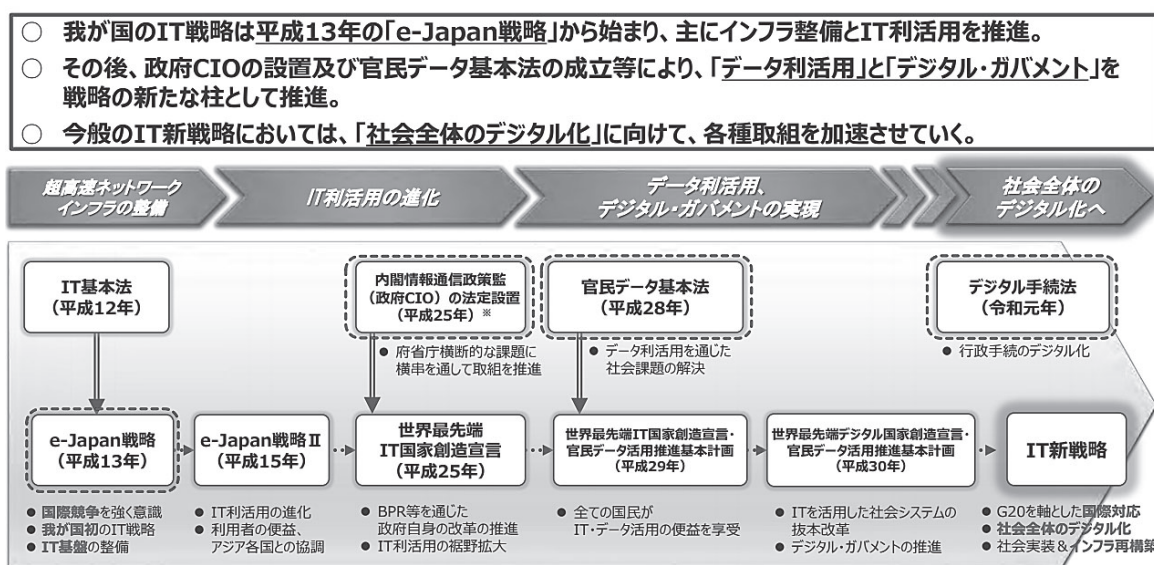 ○ 我が国のIT戦略は平成13年の「e-Japan戦略」から始まり、主にインフラ整備とIT利活用を推進。
○ その後、政府CIOの設置及び官民データ基本法の成立等により、「データ利活用」と「デジタル・ガバメント」を
戦略の新たな柱として推進。
○ 今般のIT新戦略においては、「社会全体のデジタル化」に向けて、各種取組を加速させていく。
超高速ネットワーク
インフラの整備
IT利活用の進化
データ利活用、
デジタル・ガバメントの実現
社会全体の
デジタル化へ
IT基本法
(平成12年)
内閣情報通信政策監
(政府CIO)の法定設置
(平成25年)※
● 府省庁横断的な課題に
横串を通して取組を推進
官民データ基本法
(平成28年)
● データ利活用を通じた
社会課題の解決
デジタル手続法
(令和元年)
● 行政手続のデジタル化
e-Japan戦略
(平成13年)
● 国際競争を強く意識
● 我が国初のIT戦略
● IT基盤の整備
e-Japan戦略Ⅱ
(平成15年)
● IT利活用の進化
● 利用者の便益、
アジア各国との協調
世界最先端
IT国家創造宣言
(平成25年)
● BPR等を通じた
政府自身の改革の推進
● IT利活用の裾野拡大
世界最先端IT国家創造宣言・
官民データ活用推進基本計画
(平成29年)
● 全ての国民が
IT・データ活用の便益を享受
世界最先端デジタル国家創造宣言・
官民データ活用推進基本計画
(平成30年)
● ITを活用した社会システムの
抜本改革
● デジタル・ガバメントの推進
IT新戦略
● G20を軸とした国際対応
● 社会全体のデジタル化
● 社会実装＆インフラ再構築